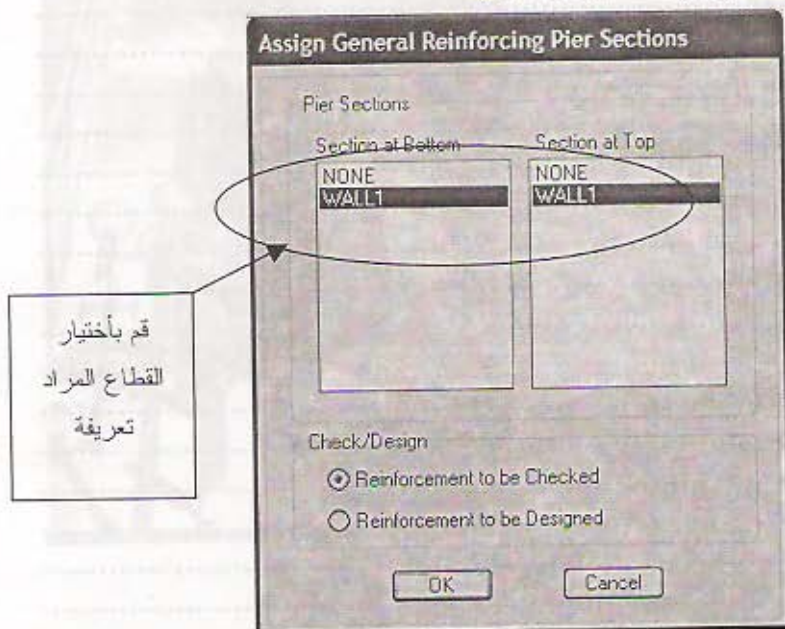 Assign General Reinforcing Pier Sections
Pier Sections
Section at Bottom
Section at Top
NONE
WALL1
NONE
WALL1
قم بأختيار
القطاع المراد
تعريفة
Check/Design
Reinforcement to be Checked
Reinforcement to be Designed
OK
Cancel